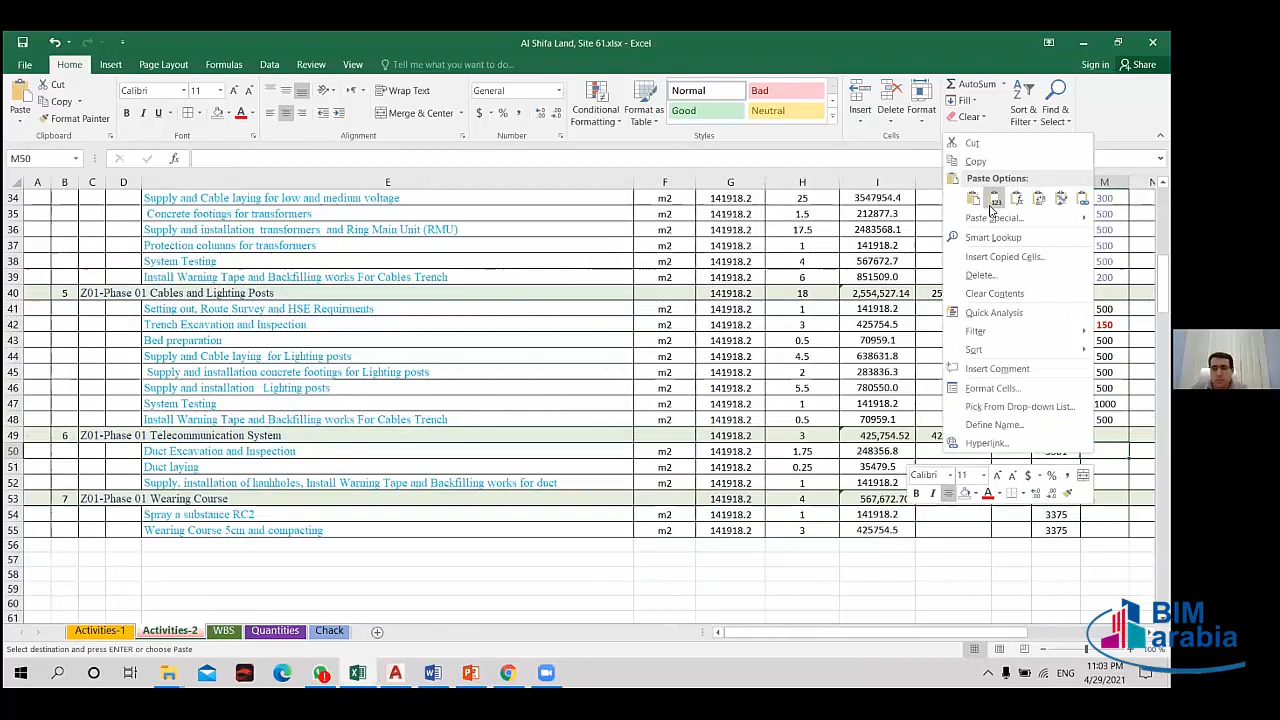 Al Shifa Land, Site 61.xlsx - Excel
File Home Insert Page Layout Formulas Data Review View Tell me what you want to do... Sign in Share
Paste Cut Copy Format Painter Clipboard
Calibri 11 B I U A Font
Wrap Text Merge & Center Alignment
General $ % , Number
Conditional Formatting Format as Table Normal Bad Good Neutral Styles
Insert Delete Format Cells
AutoSum Fill Clear Sort & Filter Find & Select
M50 fx
A B C D E F G H I M N
34 Supply and Cable laying for low and medium voltage m2 141918.2 25 3547954.4 300
35 Concrete footings for transformers m2 141918.2 1.5 212877.3 500
36 Supply and installation transformers and Ring Main Unit (RMU) m2 141918.2 17.5 2483568.1 500
37 Protection columns for transformers m2 141918.2 1 141918.2 500
38 System Testing m2 141918.2 4 567672.7 500
39 Install Warning Tape and Backfilling works For Cables Trench m2 141918.2 6 851509.0 200
40 5 Z01-Phase 01 Cables and Lighting Posts 141918.2 18 2,554,527.14 25
41 Setting out, Route Survey and HSE Requirments m2 141918.2 1 141918.2 500
42 Trench Excavation and Inspection m2 141918.2 3 425754.5 150
43 Bed preparation m2 141918.2 0.5 70959.1 500
44 Supply and Cable laying for Lighting posts m2 141918.2 4.5 638631.8 500
45 Supply and installation concrete footings for Lighting posts m2 141918.2 2 283836.3 500
46 Supply and installation Lighting posts m2 141918.2 5.5 780550.0 500
47 System Testing m2 141918.2 1 141918.2 1000
48 Install Warning Tape and Backfilling works For Cables Trench m2 141918.2 0.5 70959.1 500
49 6 Z01-Phase 01 Telecommunication System 141918.2 3 425,754.52 42
50 Duct Excavation and Inspection m2 141918.2 1.75 248356.8
51 Duct laying m2 141918.2 0.25 35479.5
52 Supply, installation of hanhholes, Install Warning Tape and Backfilling works for duct m2 141918.2 1 141918.2
53 7 Z01-Phase 01 Wearing Course 141918.2 4 567,672.70
54 Spray a substance RC2 m2 141918.2 1 141918.2 3375
55 Wearing Course 5cm and compacting m2 141918.2 3 425754.5 3375
56
57
58
59
60
61
Cut
Copy
Paste Options:
Paste Special...
Smart Lookup
Insert Copied Cells...
Delete...
Clear Contents
Quick Analysis
Filter
Sort
Insert Comment
Format Cells...
Pick From Drop-down List...
Define Name...
Hyperlink...
Calibri 11 A A $ % ,
B I A
Activities-1 Activities-2 WBS Quantities Chack
Select destination and press ENTER or choose Paste
ENG
11:03 PM
4/29/2021
BIM
arabia